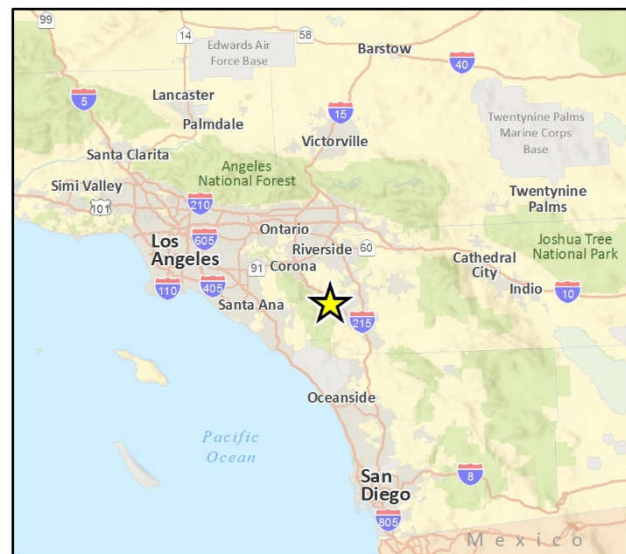 99
14
58
Edwards Air
Force Base
Barstow
40
5
Lancaster
Palmdale
15
Victorville
Twentynine Palms
Marine Corps
Base
Santa Clarita
Simi Valley
101
Angeles
National Forest
210
Twentynine
Palms
Los
Angeles
605
Ontario
Riverside
60
91
Corona
Cathedral
City
Indio
Joshua Tree
National Park
10
110
405
Santa Ana
215
Oceanside
Pacific
Ocean
San
Diego
8
805
Mexico